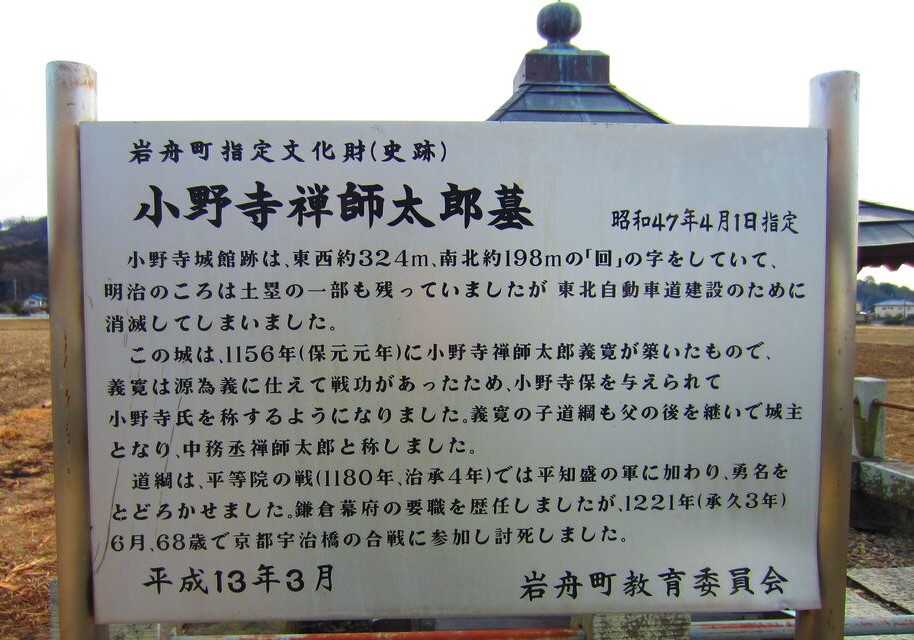 岩舟町指定文化財(史跡)
小野寺禅師太郎墓
昭和47年4月1日指定
小野寺城館跡は、東西約324m、南北約198mの「回」の字をしていて、
明治のころは土塁の一部も残っていましたが 東北自動車道建設のために
消滅してしまいました。
この城は、1156年(保元元年)に小野寺禅師太郎義寛が築いたもので、
義寛は源為義に仕えて戦功があったため、小野寺保を与えられて
小野寺氏を称するようになりました。義寛の子道綱も父の後を継いで城主
となり、中務丞禅師太郎と称しました。
道綱は、平等院の戦(1180年、治承4年)では平知盛の軍に加わり、勇名を
とどろかせました。鎌倉幕府の要職を歴任しましたが、1221年(承久3年)
6月、68歳で京都宇治橋の合戦に参加し討死しました。
平成13年3月
岩舟町教育委員会